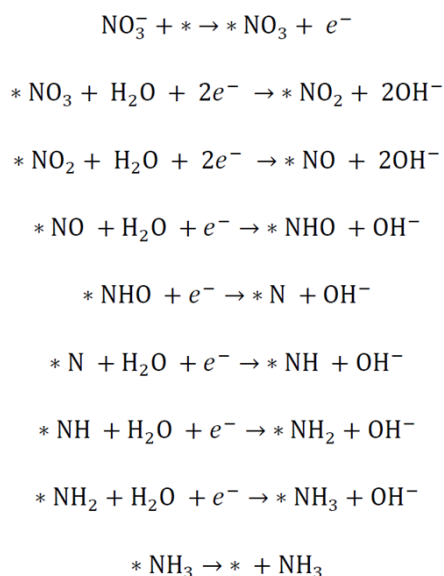 NO₃⁻ + * → * NO₃ + e⁻
* NO₃ + H₂O + 2e⁻ → * NO₂ + 2OH⁻
* NO₂ + H₂O + 2e⁻ → * NO + 2OH⁻
* NO + H₂O + e⁻ → * NHO + OH⁻
* NHO + e⁻ → * N + OH⁻
* N + H₂O + e⁻ → * NH + OH⁻
* NH + H₂O + e⁻ → * NH₂ + OH⁻
* NH₂ + H₂O + e⁻ → * NH₃ + OH⁻
* NH₃ → * + NH₃